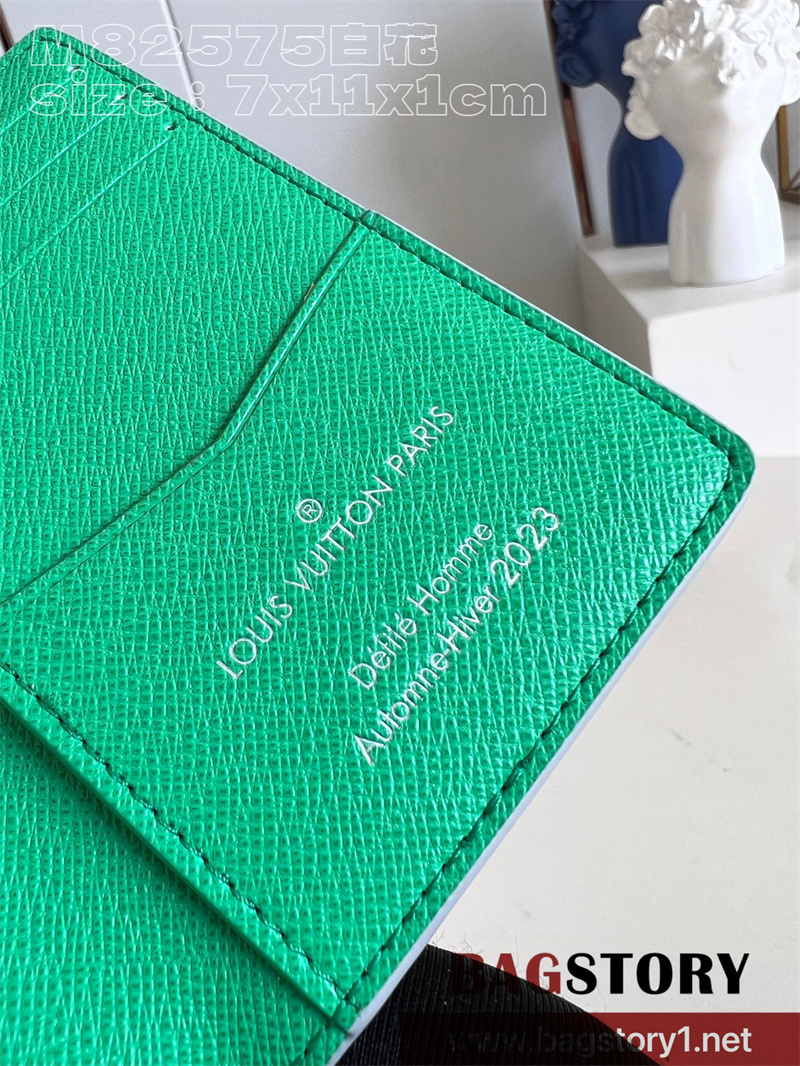 M82575白花
size：7x11x1cm
®
LOUIS VUITTON PARIS
Défilé Homme
Automne-Hiver 2023
BAGSTORY
www.bagstory1.net